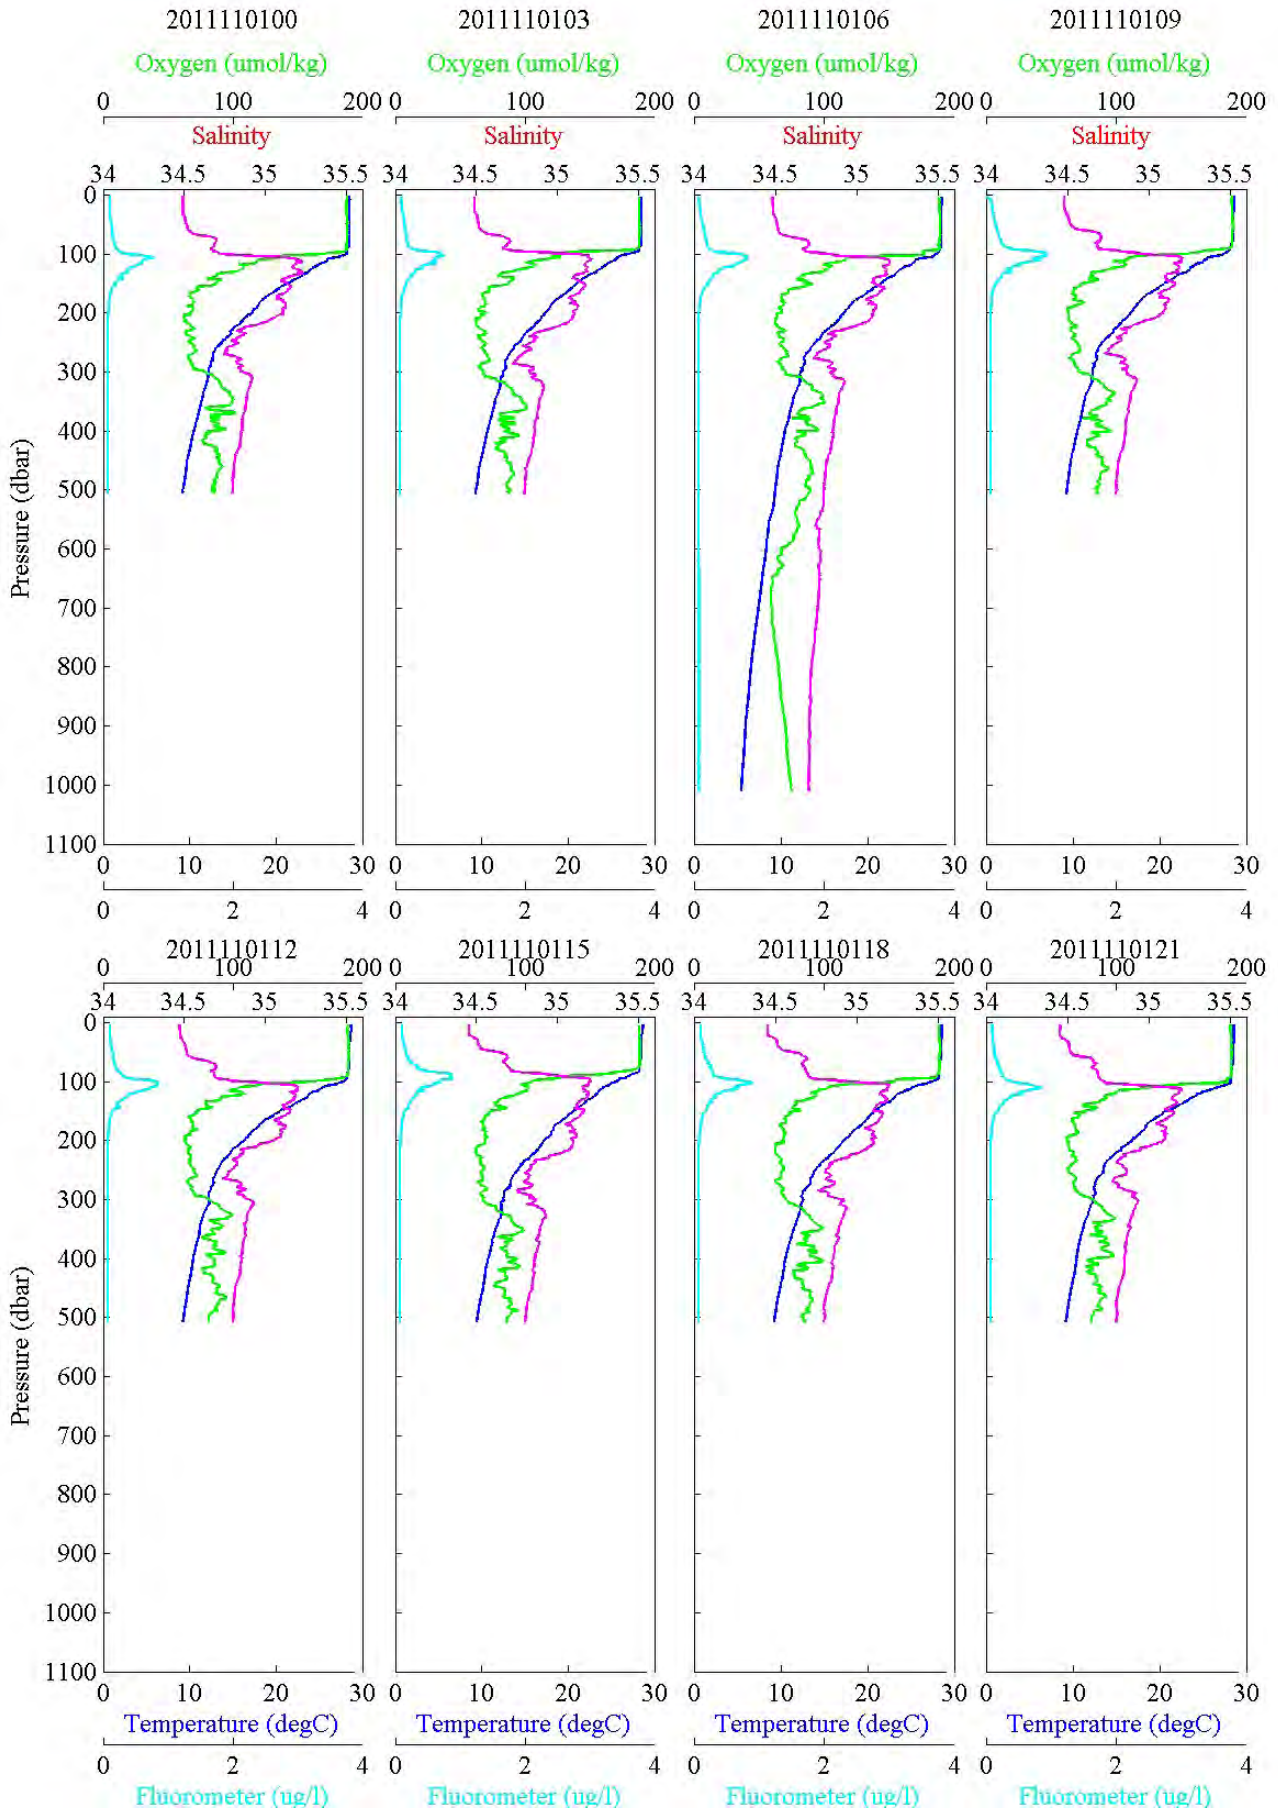 2011110100 2011110103 2011110106 2011110109
Oxygen (umol/kg) Oxygen (umol/kg) Oxygen (umol/kg) Oxygen (umol/kg)
0 100 200 0 100 200 0 100 200 0 100 200
Salinity Salinity Salinity Salinity
34 34.5 35 35.5 34 34.5 35 35.5 34 34.5 35 35.5 34 34.5 35 35.5
0
100
200
300
400
500
600
700
800
900
1000
1100
Pressure (dbar)
0 10 20 30 0 10 20 30 0 10 20 30 0 10 20 30
0 2 4 0 2 4 0 2 4 0 2 4
2011110112 2011110115 2011110118 2011110121
0 100 200 0 100 200 0 100 200 0 100 200
34 34.5 35 35.5 34 34.5 35 35.5 34 34.5 35 35.5 34 34.5 35 35.5
0
100
200
300
400
500
600
700
800
900
1000
1100
Pressure (dbar)
0 10 20 30 0 10 20 30 0 10 20 30 0 10 20 30
Temperature (degC) Temperature (degC) Temperature (degC) Temperature (degC)
0 2 4 0 2 4 0 2 4 0 2 4
Fluorometer (ug/l) Fluorometer (ug/l) Fluorometer (ug/l) Fluorometer (ug/l)